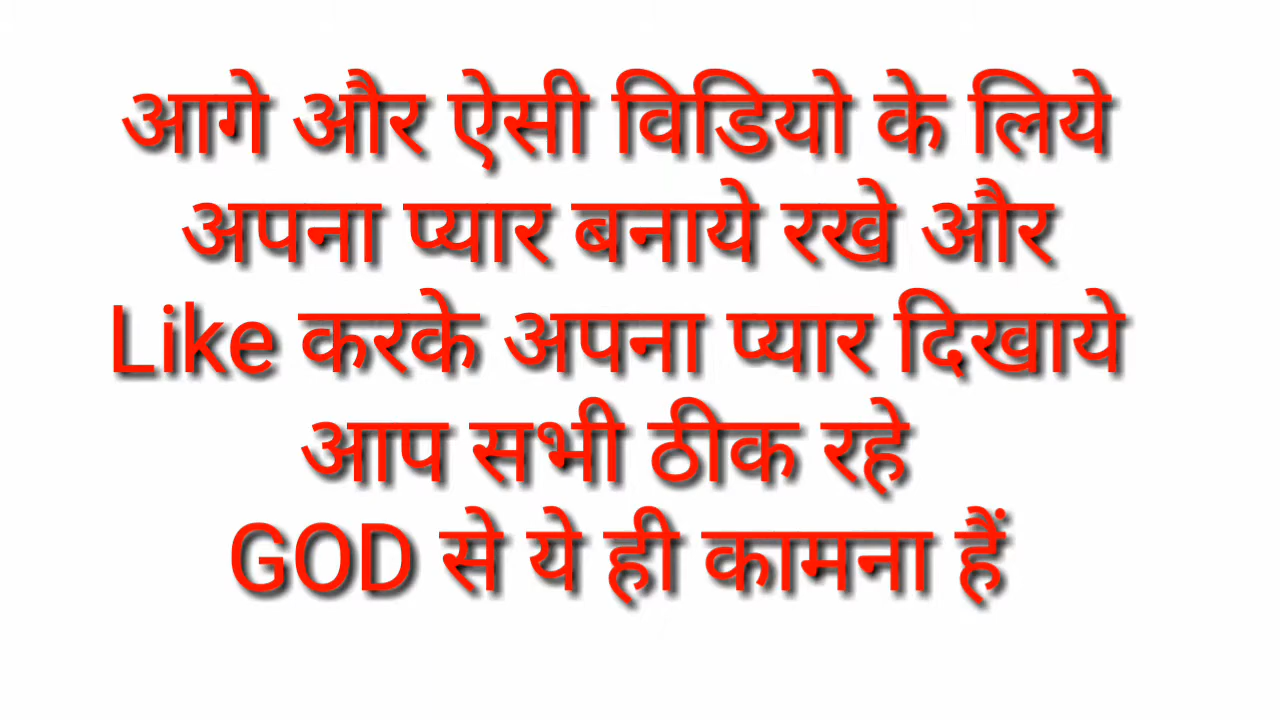 आगे और ऐसी विडियो के लिये
अपना प्यार बनाये रखे और
Like करके अपना प्यार दिखाये
आप सभी ठीक रहे
GOD से ये ही कामना हैं